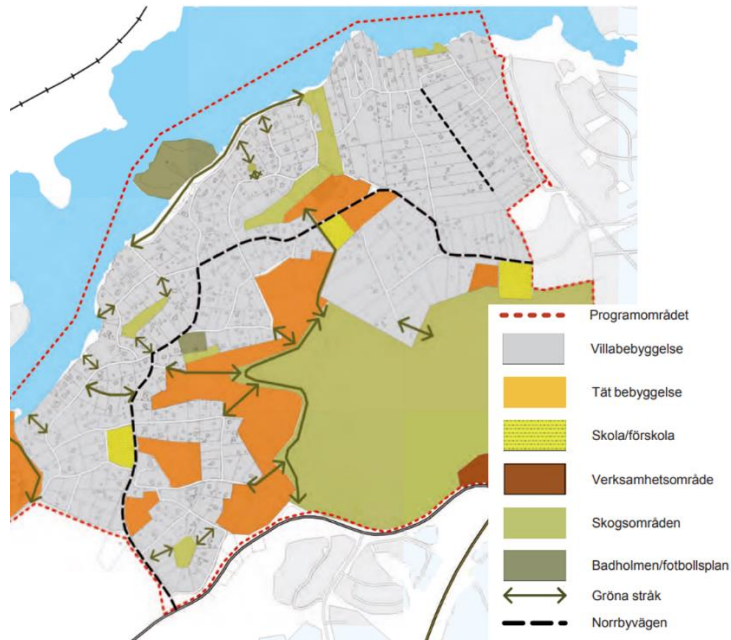 Programområdet
Villabebyggelse
Tät bebyggelse
Skola/förskola
Verksamhetsområde
Skogsområden
Badholmen/fotbollsplan
Gröna stråk
Norrbyvägen